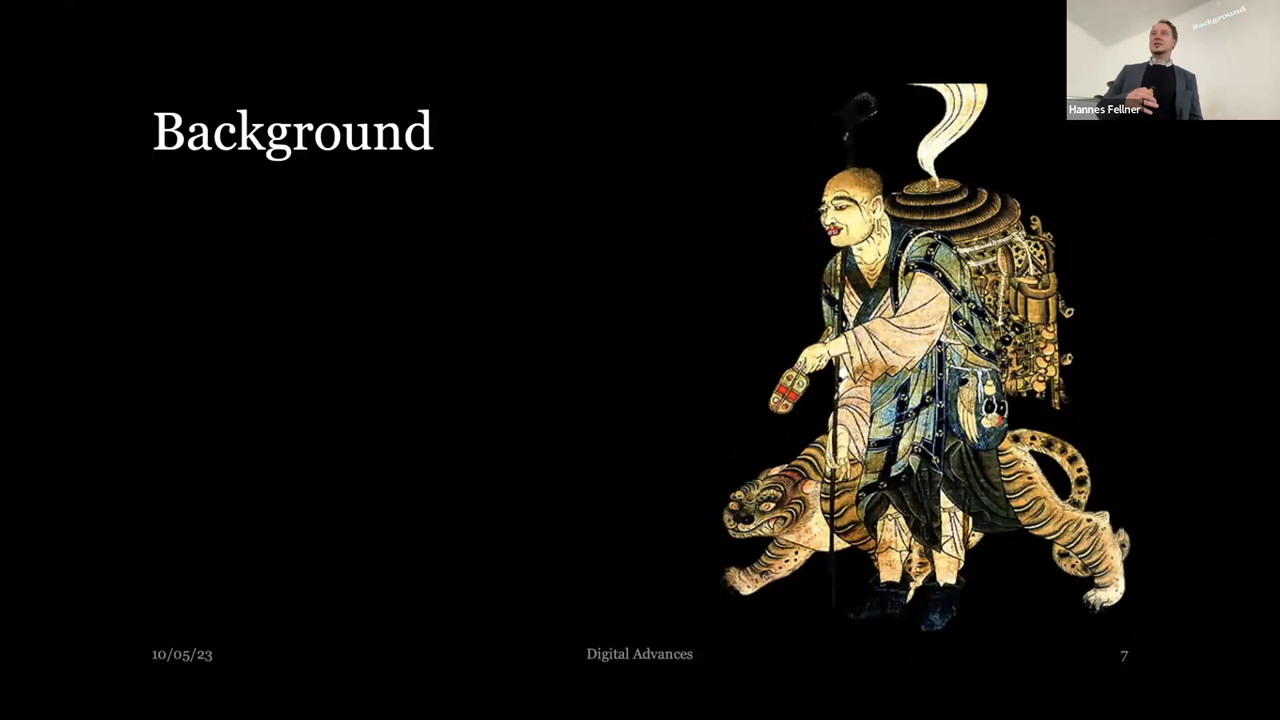 Background
Background
Hannes Fellner
10/05/23
Digital Advances
7